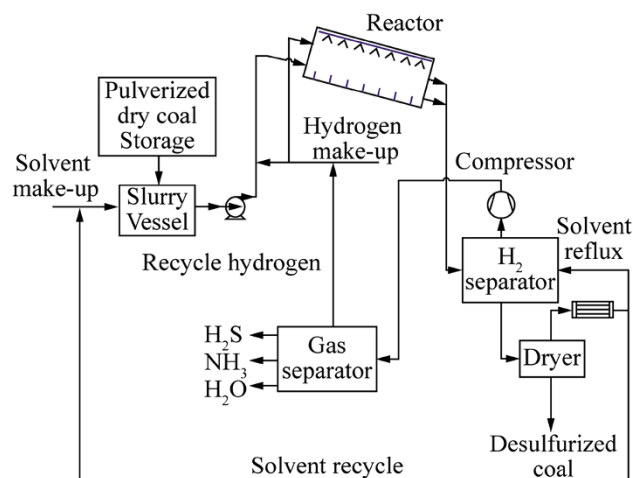 Reactor
Pulverized
dry coal
Storage
Hydrogen
make-up
Solvent
make-up
Compressor
Slurry
Vessel
Solvent
reflux
H₂
separator
Recycle hydrogen
H₂S
NH₃
H₂O
Gas
separator
Dryer
Desulfurized
coal
Solvent recycle